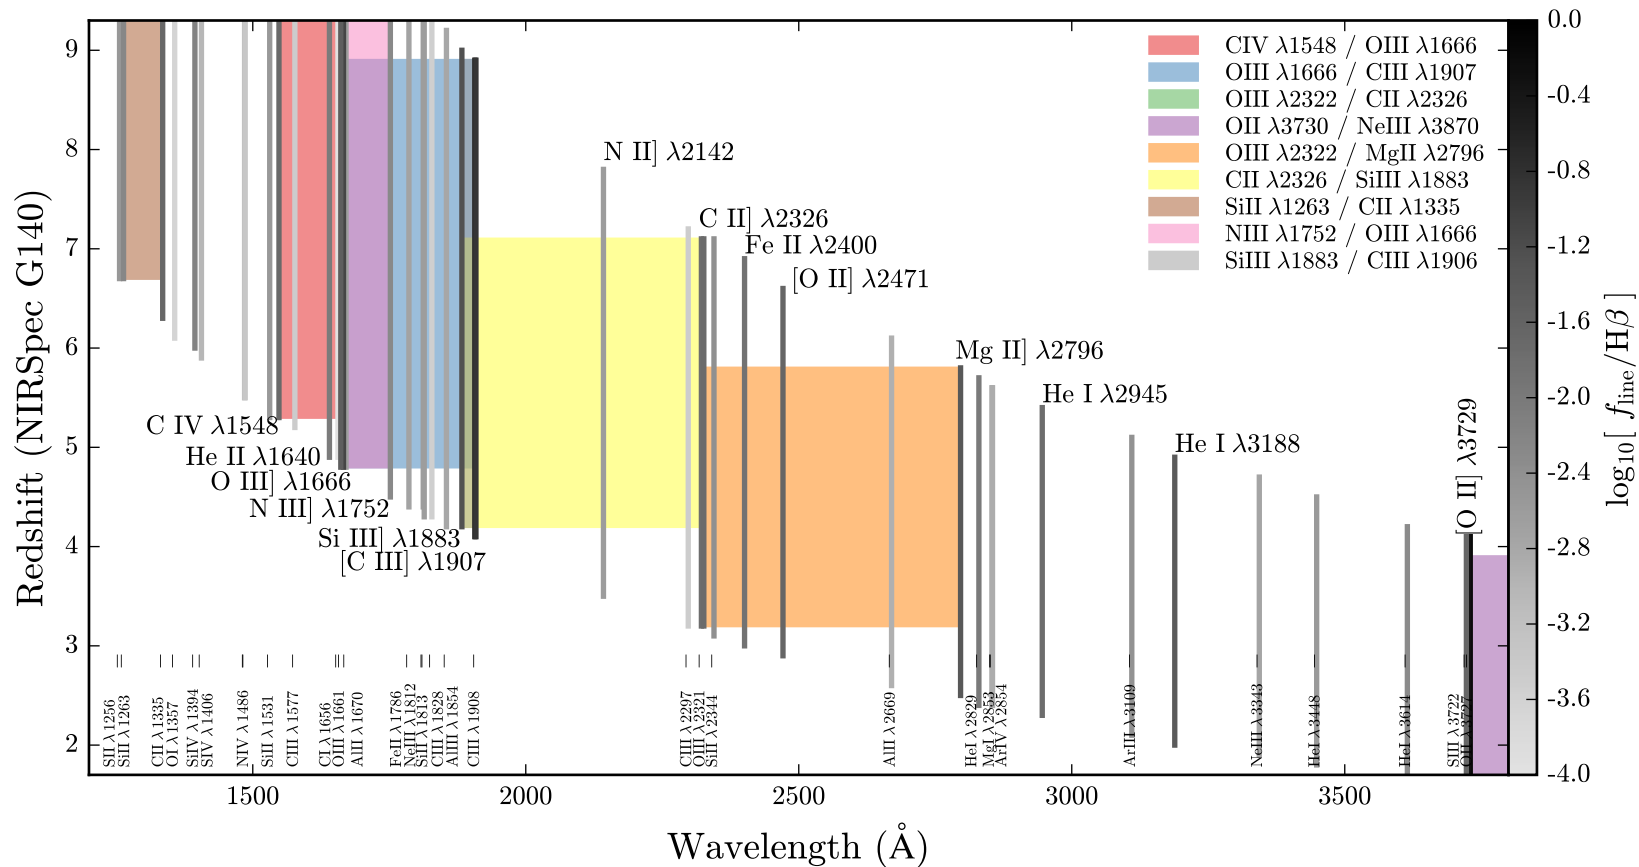 CIV λ1548 / OIII λ1666
OIII λ1666 / CIII λ1907
OIII λ2322 / CII λ2326
OII λ3730 / NeIII λ3870
OIII λ2322 / MgII λ2796
CII λ2326 / SiIII λ1883
SiII λ1263 / CII λ1335
NIII λ1752 / OIII λ1666
SiIII λ1883 / CIII λ1906
N II] λ2142
C II] λ2326
Fe II λ2400
[O II] λ2471
Mg II] λ2796
He I λ2945
He I λ3188
[O II] λ3729
C IV λ1548
He II λ1640
O III] λ1666
N III] λ1752
Si III] λ1883
[C III] λ1907
SII λ1256
SiII λ1263
CII λ1335
OI λ1357
SiIV λ1394
SIV λ1406
NIV λ1486
SiII λ1531
CIII λ1577
CI λ1656
OIII λ1661
AlII λ1670
FeII λ1786
NeIII λ1812
SiII λ1813
CIII λ1828
AlIII λ1854
CIII λ1908
CIII λ2297
OIII λ2321
SiII λ2344
AlII λ2669
HeI λ2829
MgI λ2853
ArIV λ2854
ArIII λ3109
NeIII λ3343
HeI λ3448
HeI λ3614
SIII λ3722
OII λ3727
9
8
7
6
5
4
3
2
Redshift (NIRSpec G140)
1500
2000
2500
3000
3500
Wavelength (Å)
0.0
-0.4
-0.8
-1.2
-1.6
-2.0
-2.4
-2.8
-3.2
-3.6
-4.0
log₁₀[ f_line/Hβ ]